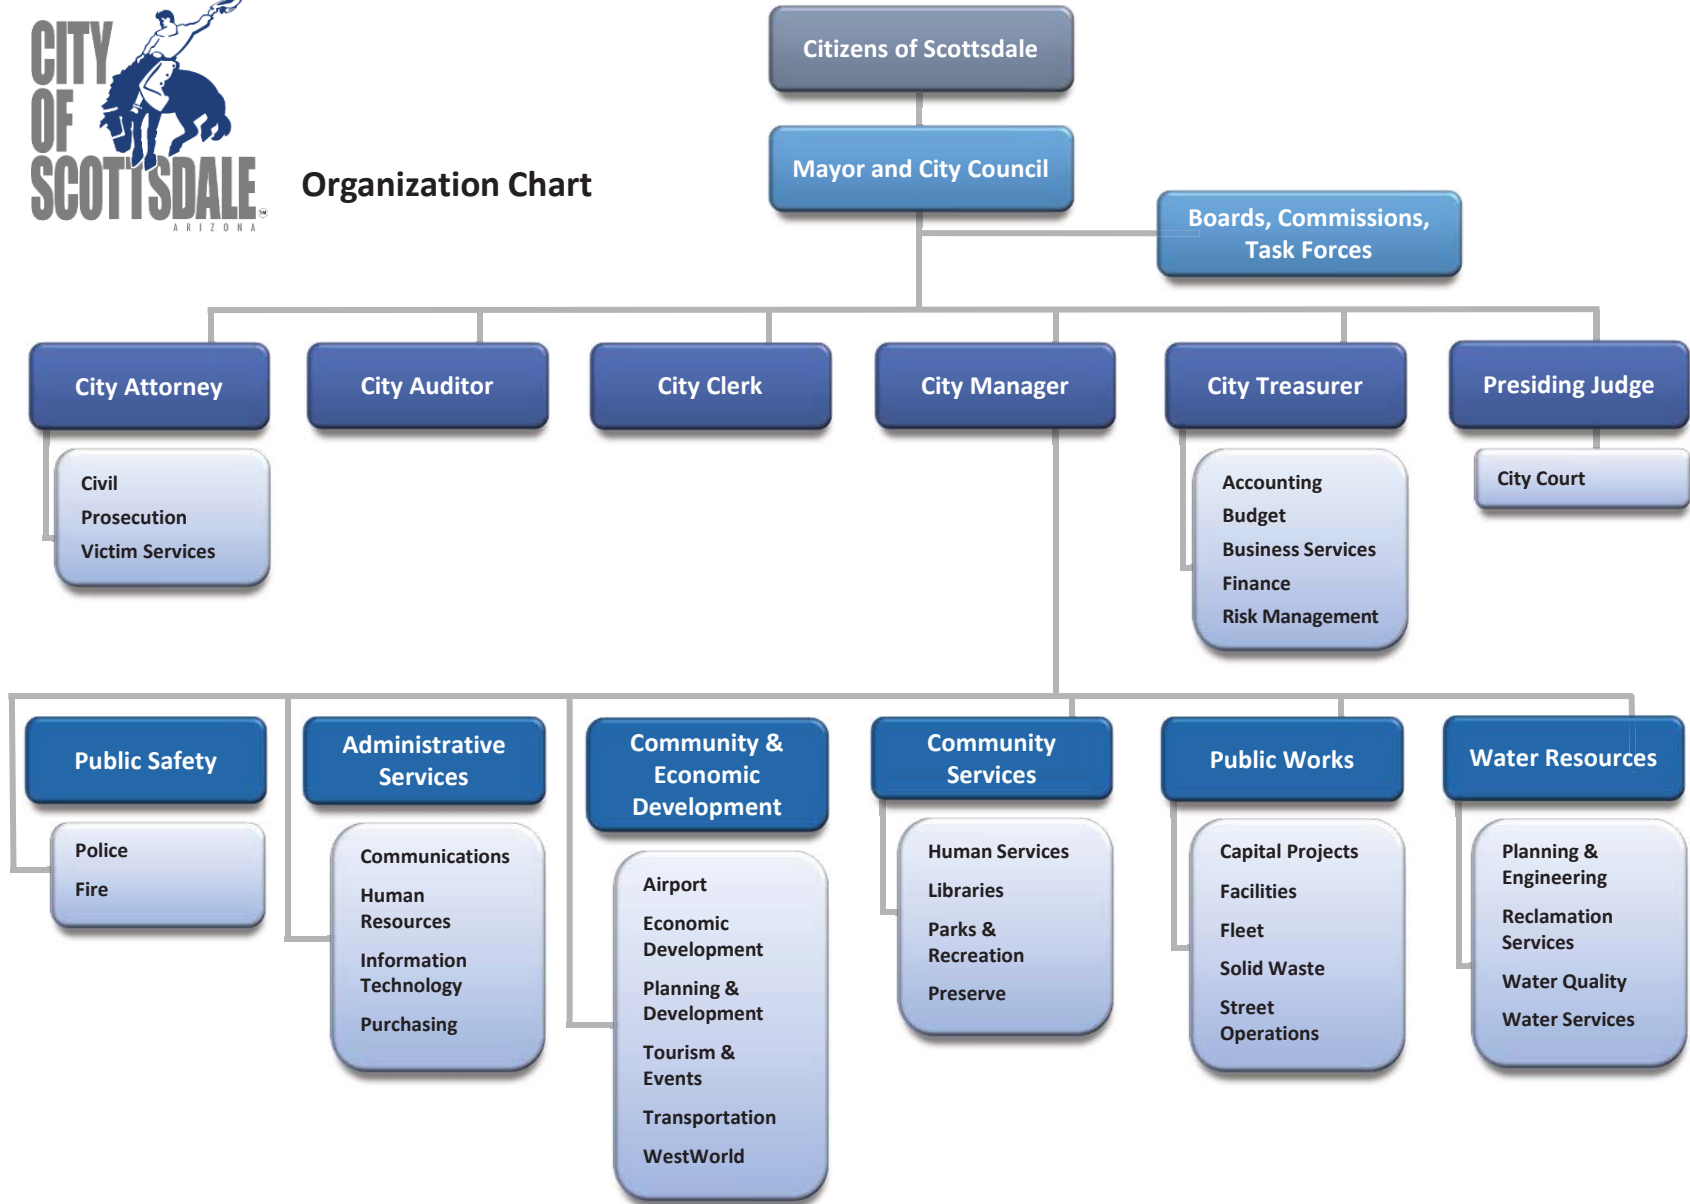 CITY
OF
SCOTTSDALE
TM
ARIZONA
Organization Chart
Citizens of Scottsdale
Mayor and City Council
Boards, Commissions,
Task Forces
City Attorney
City Auditor
City Clerk
City Manager
City Treasurer
Presiding Judge
Civil
Prosecution
Victim Services
Accounting
Budget
Business Services
Finance
Risk Management
City Court
Public Safety
Administrative
Services
Community &
Economic
Development
Community
Services
Public Works
Water Resources
Police
Fire
Communications
Human
Resources
Information
Technology
Purchasing
Airport
Economic
Development
Planning &
Development
Tourism &
Events
Transportation
WestWorld
Human Services
Libraries
Parks &
Recreation
Preserve
Capital Projects
Facilities
Fleet
Solid Waste
Street
Operations
Planning &
Engineering
Reclamation
Services
Water Quality
Water Services